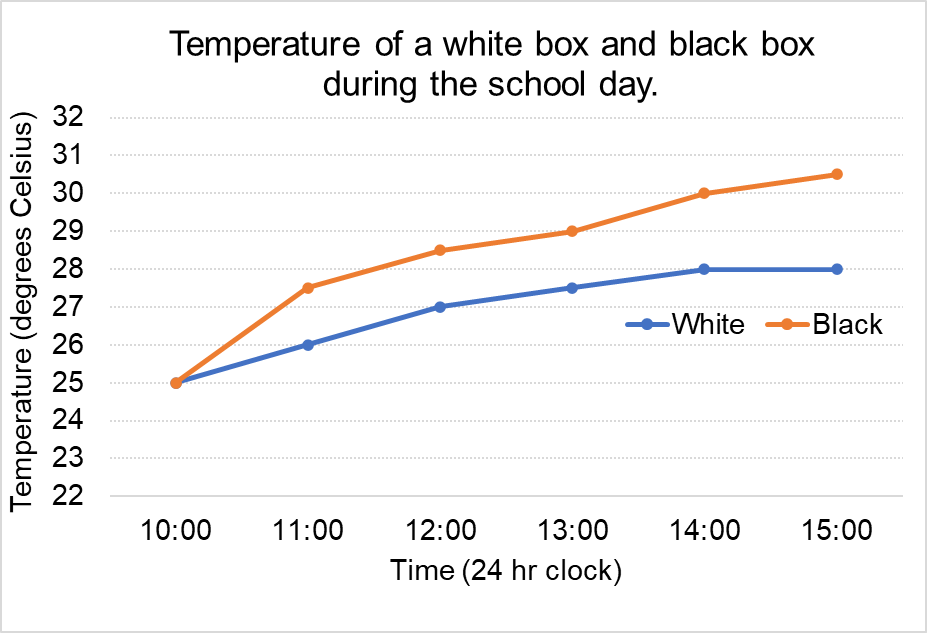 Temperature of a white box and black box
during the school day.
Temperature (degrees Celsius)
32
31
30
29
28
27
26
25
24
23
22
White Black
10:00 11:00 12:00 13:00 14:00 15:00
Time (24 hr clock)